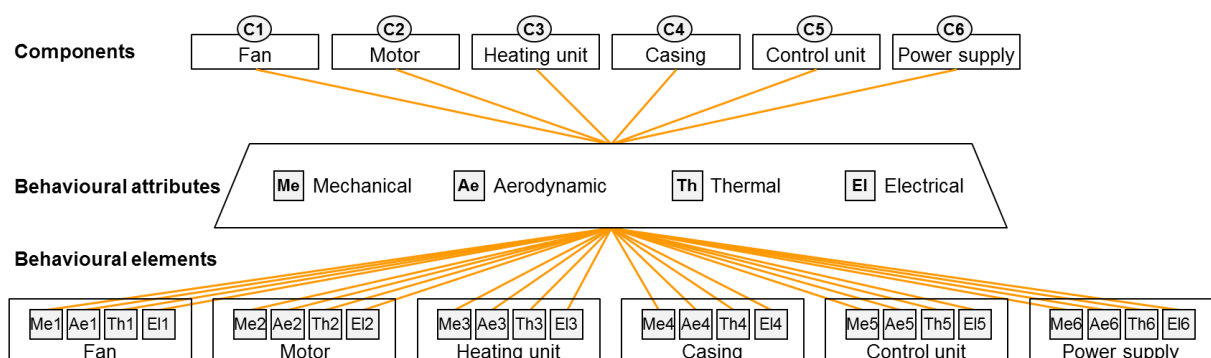 C1 C2 C3 C4 C5 C6
Components
Fan Motor Heating unit Casing Control unit Power supply
Behavioural attributes
Me Mechanical Ae Aerodynamic Th Thermal El Electrical
Behavioural elements
Me1 Ae1 Th1 El1 Me2 Ae2 Th2 El2 Me3 Ae3 Th3 El3 Me4 Ae4 Th4 El4 Me5 Ae5 Th5 El5 Me6 Ae6 Th6 El6
Fan Motor Heating unit Casing Control unit Power supply